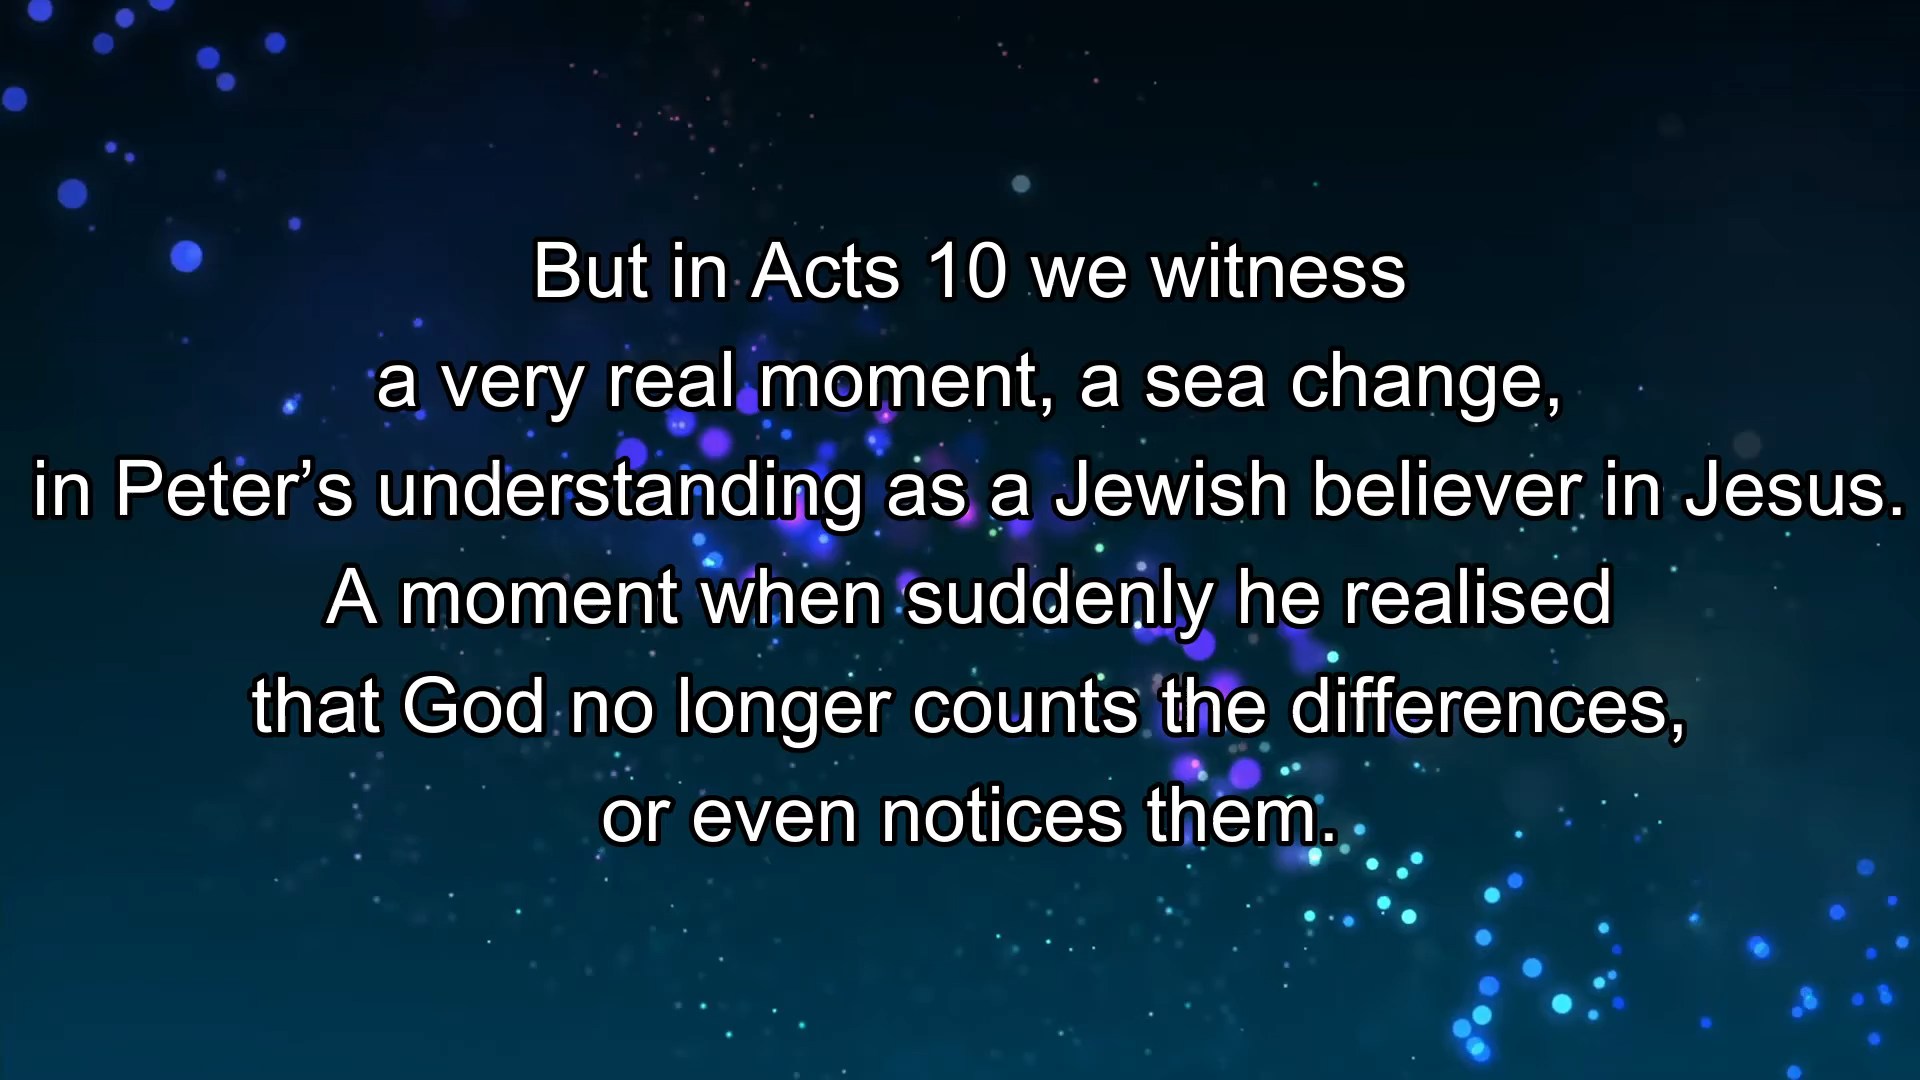 But in Acts 10 we witness
a very real moment, a sea change,
in Peter’s understanding as a Jewish believer in Jesus.
A moment when suddenly he realised
that God no longer counts the differences,
or even notices them.